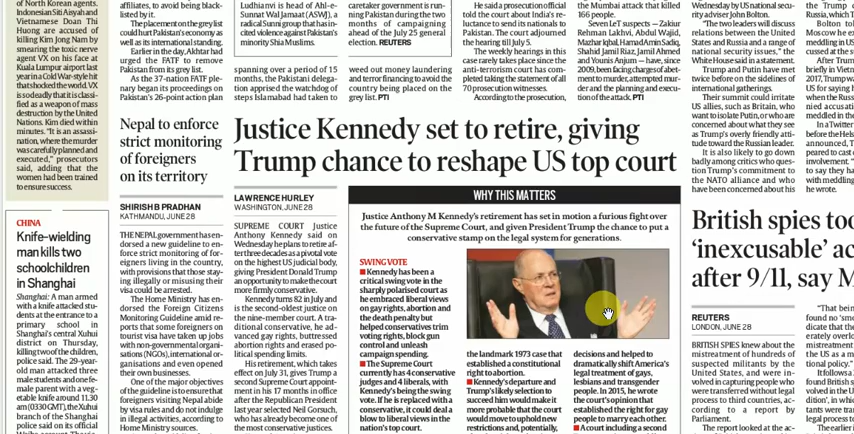 of North Korean agents.
Indonesian Siti Aisyah and
Vietnamese Doan Thi
Huong are accused of
killing Kim Jong Nam by
smearing the toxic nerve
agent VX on his face at
Kuala Lumpur airport last
year in a Cold War-style hit
that shocked the world. VX
is so deadly that it is classi-
fied as a weapon of mass
destruction by the United
Nations. Kim died within
minutes. "It is an assassi-
nation, where the murder
was carefully planned and
executed," prosecutors
said, adding that the
women had been trained
to ensure success.
CHINA
Knife-wielding
man kills two
schoolchildren
in Shanghai
Shanghai: A man armed
with a knife attacked stu-
dents at the entrance to a
primary school in
Shanghai's central Xuhui
district on Thursday,
killing two of the children,
police said. The 29-year-
old man attacked three
male students and one fe-
male parent with a veg-
etable knife around 11.30
am (0330 GMT), the Xuhui
branch of the Shanghai
police said on its official
affiliates, to avoid being black-
listed by it.
The placement on the grey list
could hurt Pakistan's economy as
well as its international standing.
Earlier in the day, Akhtar had
urged the FATF to remove
Pakistan from its grey list.
As the 37-nation FATF ple-
nary began its proceedings on
Pakistan's 26-point action plan
Ludhianvi is head of Ahl-e-
Sunnat Wal Jamaat (ASWJ), a
radical Sunni group that has in-
cited violence against Pakistan's
minority Shia Muslims.
spanning over a period of 15
months, the Pakistani delega-
tion apprised the watchdog of
steps Islamabad had taken to
caretaker government is run-
ning Pakistan during the two
months of campaigning
ahead of the July 25 general
election. REUTERS
weed out money laundering
and terror financing to avoid the
country being placed on the
grey list. PTI
He said a prosecution official
told the court about India's re-
luctance to send its nationals to
Pakistan. The court adjourned
the hearing till July 5.
The weekly hearings in this
case rarely takes place since the
anti-terrorism court has com-
pleted taking the statement of all
70 prosecution witnesses.
According to the prosecution,
the Mumbai attack that killed
166 people.
Seven LeT suspects — Zakiur
Rehman Lakhvi, Abdul Wajid,
Mazhar Iqbal, Hamad Amin Sadiq,
Shahid Jamil Riaz, Jamil Ahmed
and Younis Anjum — have, since
2009, been facing charges of abet-
ment to murder, attempted mur-
der and the planning and execu-
tion of the attack. PTI
Wednesday by US national secu-
rity adviser John Bolton.
"The two leaders will discuss
relations between the United
States and Russia and a range of
national security issues," the
White House said in a statement.
Trump and Putin have met
twice before on the sidelines of
international gatherings.
Their summit could irritate
US allies, such as Britain, who
want to isolate Putin, or who are
concerned about what they see
as Trump's overly friendly atti-
tude toward the Russian leader.
It is also likely to go down
badly among critics who ques-
tion Trump's commitment to
the NATO alliance and who
have been concerned about his
Nepal to enforce
strict monitoring
of foreigners
on its territory
SHIRISH B PRADHAN
KATHMANDU, JUNE 28
THE NEPAL government has en-
dorsed a new guideline to en-
force strict monitoring of for-
eigners living in the country,
with provisions that those stay-
ing illegally or misusing their
visa could be arrested.
The Home Ministry has en-
dorsed the Foreign Citizens
Monitoring Guideline amid re-
ports that some foreigners on
tourist visa have taken up jobs
with non-governmental organi-
sations (NGOs), international or-
ganisations and even opened
their own businesses.
One of the major objectives
of the guideline is to ensure that
foreigners visiting Nepal abide
by visa rules and do not indulge
in illegal activities, according to
Home Ministry sources.
Justice Kennedy set to retire, giving
Trump chance to reshape US top court
LAWRENCE HURLEY
WASHINGTON, JUNE 28
SUPREME COURT Justice
Anthony Kennedy said on
Wednesday he plans to retire af-
ter three decades as a pivotal vote
on the highest US judicial body,
giving President Donald Trump
an opportunity to make the court
more firmly conservative.
Kennedy turns 82 in July and
is the second-oldest justice on
the nine-member court. A tra-
ditional conservative, he ad-
vanced gay rights, buttressed
abortion rights and erased po-
litical spending limits.
His retirement, which takes
effect on July 31, gives Trump a
second Supreme Court appoint-
ment in his 17 months in office
after the Republican President
last year selected Neil Gorsuch,
who has already become one of
the most conservative justices.
WHY THIS MATTERS
Justice Anthony M Kennedy's retirement has set in motion a furious fight over
the future of the Supreme Court, and given President Trump the chance to put a
conservative stamp on the legal system for generations.
SWING VOTE
■ Kennedy has been a
critical swing vote in the
sharply polarised court as
he embraced liberal views
on gay rights, abortion and
the death penalty but
helped conservatives trim
voting rights, block gun
control and unleash
campaign spending.
■ The Supreme Court
currently has 4 conservative
judges and 4 liberals, with
Kennedy's being the swing
vote. If he is replaced with a
conservative, it could deal a
blow to liberal views in the
nation's top court.
the landmark 1973 case that
established a constitutional
right to abortion.
■ Kennedy's departure and
Trump's likely selection to
succeed him would make it
more probable that the court
would move to uphold new
restrictions and, potentially,
decisions and helped to
dramatically shift America's
legal treatment of gays,
lesbians and transgender
people. In 2015, he wrote
the court's opinion that
established the right for gay
people to marry each other.
■ A court including a second
British spies too
'inexcusable' ac
after 9/11, say M
REUTERS
LONDON, JUNE 28
BRITISH SPIES knew about the
mistreatment of hundreds of
suspected militants by the
United States, and were in-
volved in capturing people who
were transferred without legal
process to third countries, ac-
cording to a report by
Parliament.
The report looked at the ac-